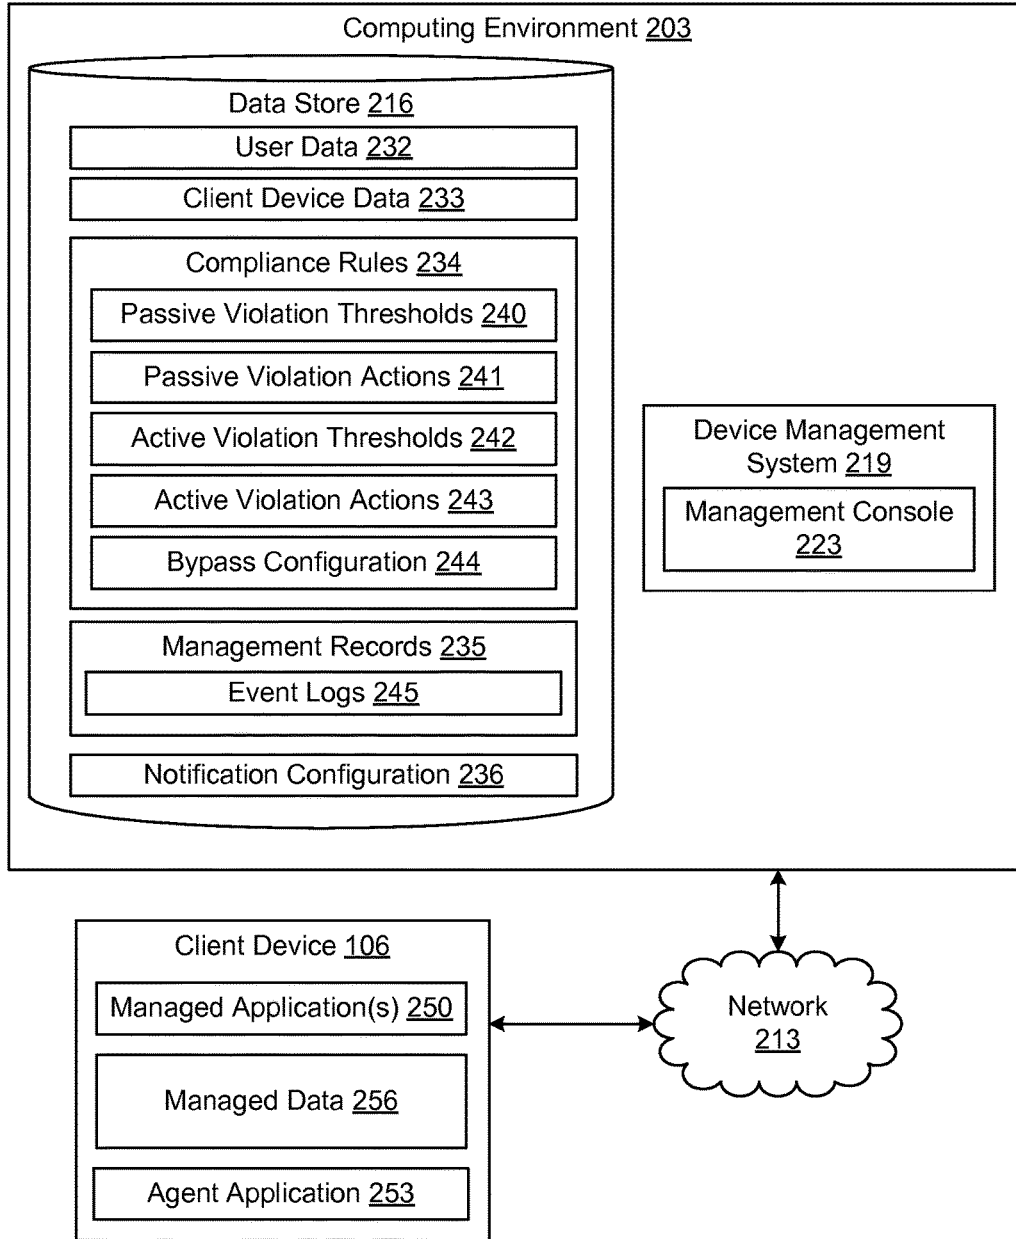 Computing Environment 203
Data Store 216
User Data 232
Client Device Data 233
Compliance Rules 234
Passive Violation Thresholds 240
Passive Violation Actions 241
Active Violation Thresholds 242
Active Violation Actions 243
Bypass Configuration 244
Management Records 235
Event Logs 245
Notification Configuration 236
Device Management
System 219
Management Console
223
Client Device 106
Managed Application(s) 250
Managed Data 256
Agent Application 253
Network
213